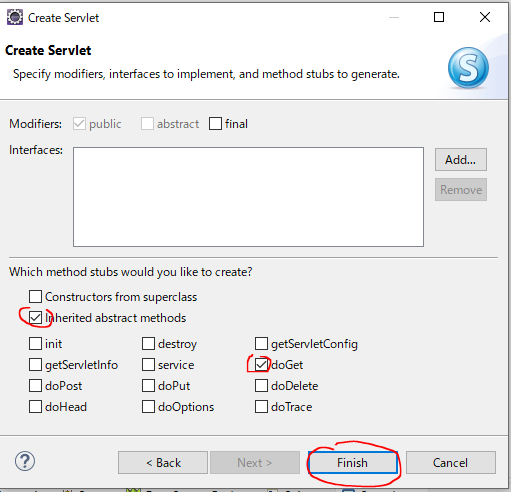 Create Servlet
Create Servlet
Specify modifiers, interfaces to implement, and method stubs to generate.
S
Modifiers: public abstract final
Interfaces:
Add...
Remove
Which method stubs would you like to create?
Constructors from superclass
Inherited abstract methods
init destroy getServletConfig
getServletInfo service doGet
doPost doPut doDelete
doHead doOptions doTrace
? < Back Next > Finish Cancel